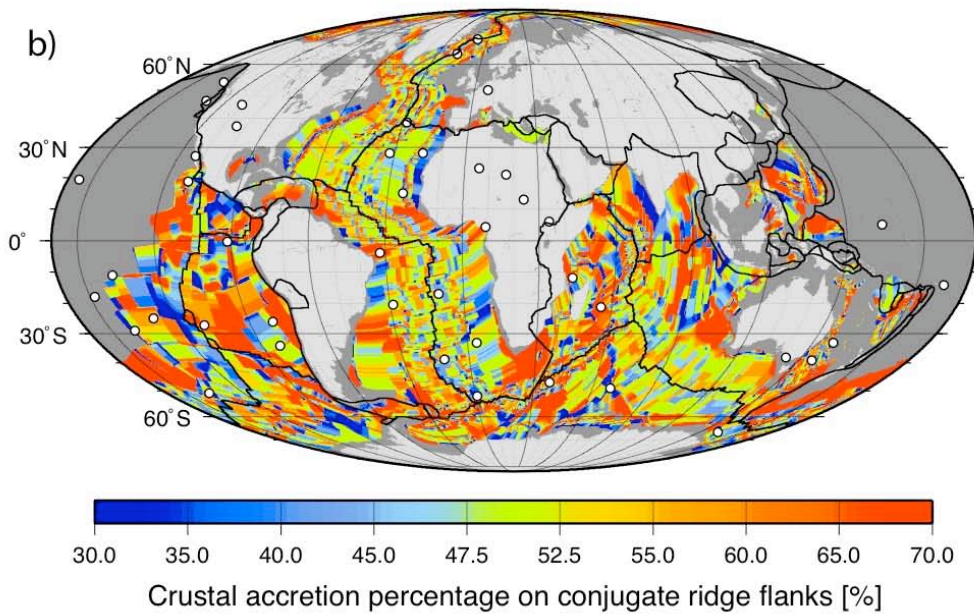 b)
60°N
30°N
0°
30°S
60°S
30.0 35.0 40.0 45.0 47.5 52.5 55.0 60.0 65.0 70.0
Crustal accretion percentage on conjugate ridge flanks [%]